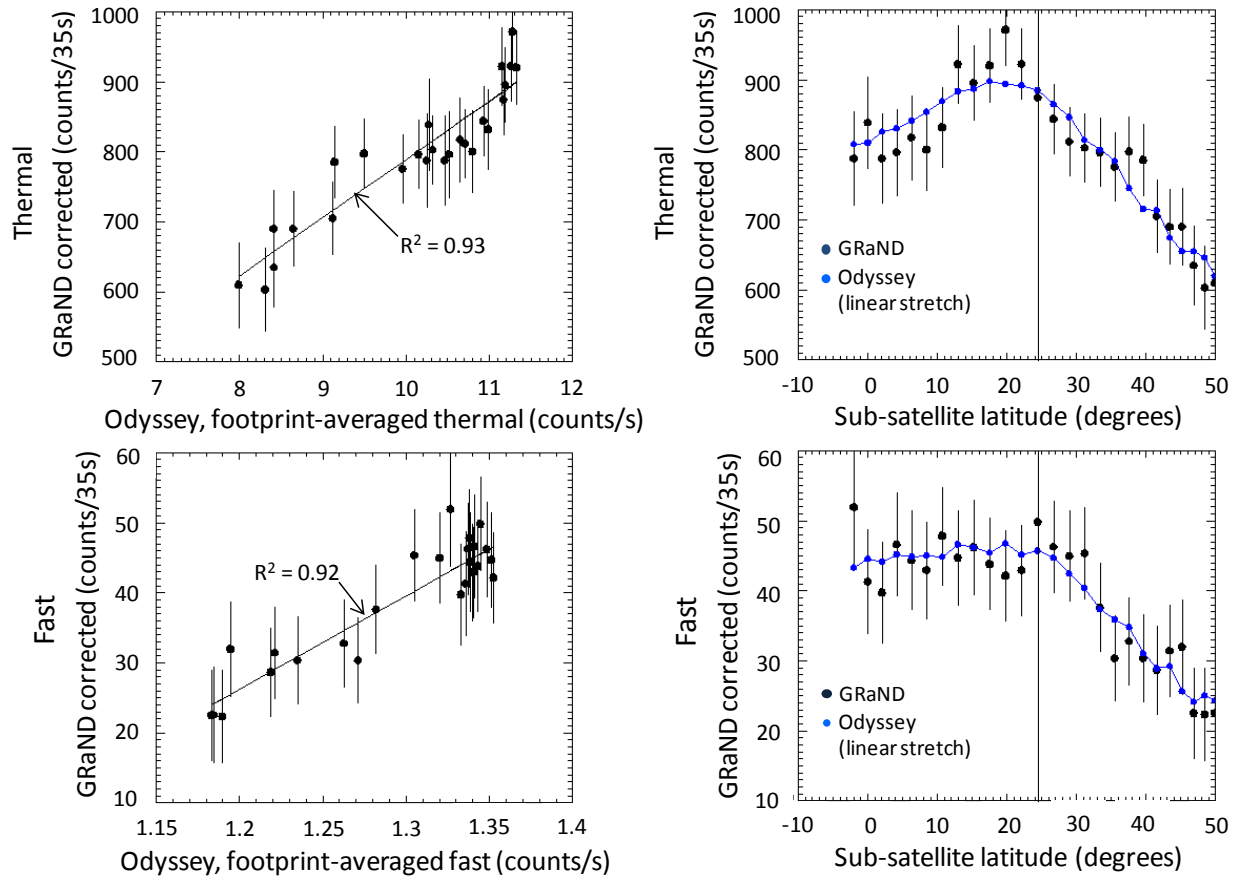 Thermal
GRaND corrected (counts/35s)
1000
900
800
700
600
500
R² = 0.93
7 8 9 10 11 12
Odyssey, footprint-averaged thermal (counts/s)
Thermal
GRaND corrected (counts/35s)
1000
900
800
700
600
500
GRaND
Odyssey
(linear stretch)
-10 0 10 20 30 40 50
Sub-satellite latitude (degrees)
Fast
GRaND corrected (counts/35s)
60
50
40
30
20
10
R² = 0.92
1.15 1.2 1.25 1.3 1.35 1.4
Odyssey, footprint-averaged fast (counts/s)
Fast
GRaND corrected (counts/35s)
60
50
40
30
20
10
GRaND
Odyssey
(linear stretch)
-10 0 10 20 30 40 50
Sub-satellite latitude (degrees)